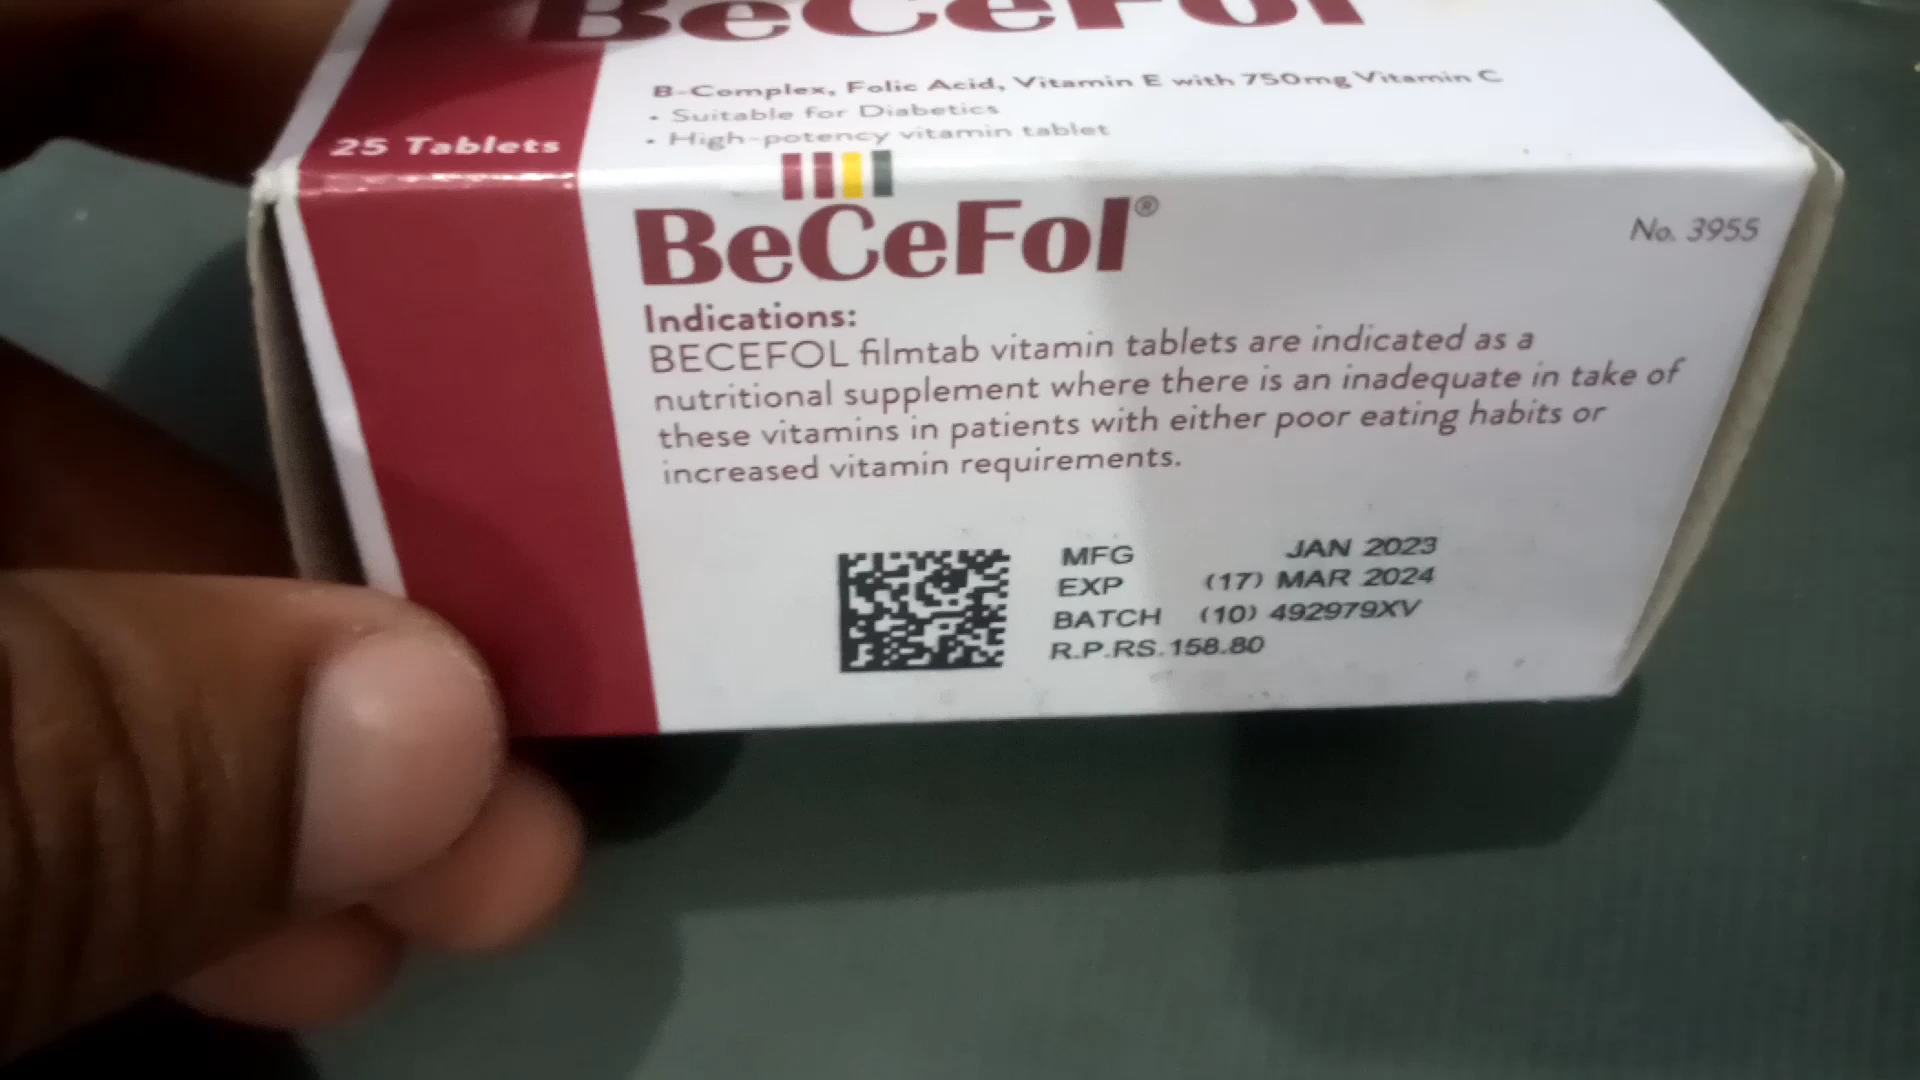 BeCeFol
B-Complex, Folic Acid, Vitamin E with 750mg Vitamin C
• Suitable for Diabetics
• High-potency vitamin tablet
25 Tablets
BeCeFol®
No. 3955
Indications:
BECEFOL filmtab vitamin tablets are indicated as a
nutritional supplement where there is an inadequate in take of
these vitamins in patients with either poor eating habits or
increased vitamin requirements.
MFG JAN 2023
EXP (17) MAR 2024
BATCH (10) 492979XV
R.P.RS.158.80